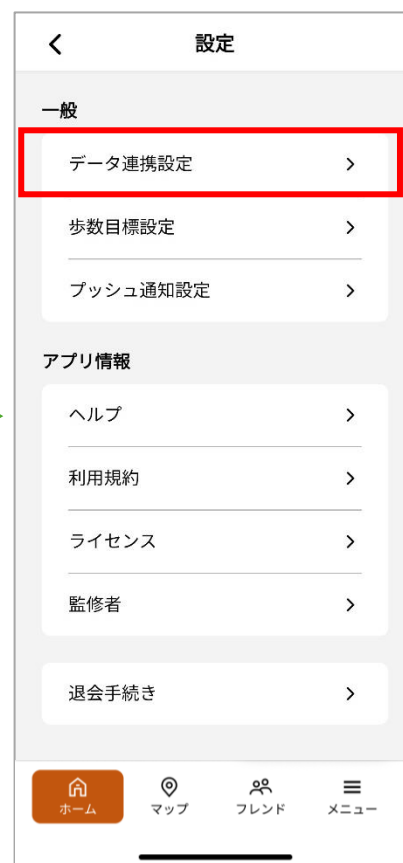 設定
一般
データ連携設定
歩数目標設定
プッシュ通知設定
アプリ情報
ヘルプ
利用規約
ライセンス
監修者
退会手続き
ホーム マップ フレンド メニュー